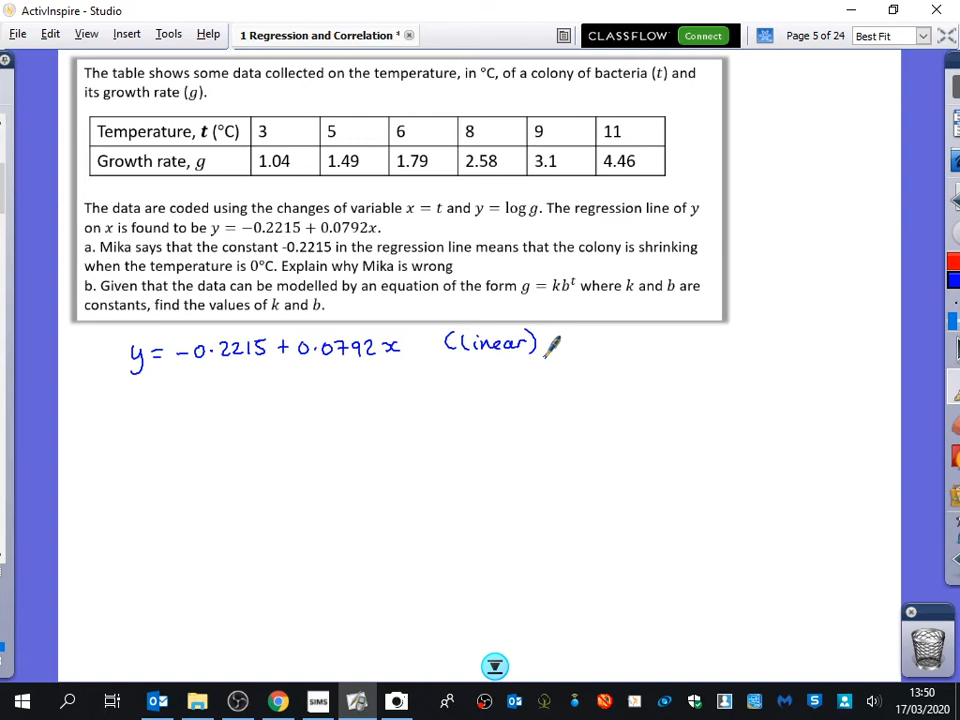 ActivInspire - Studio
File Edit View Insert Tools Help
1 Regression and Correlation *
CLASSFLOW Connect
Page 5 of 24
Best Fit
The table shows some data collected on the temperature, in °C, of a colony of bacteria (t) and
its growth rate (g).
Temperature, t (°C) 3 5 6 8 9 11
Growth rate, g 1.04 1.49 1.79 2.58 3.1 4.46
The data are coded using the changes of variable x = t and y = log g. The regression line of y
on x is found to be y = −0.2215 + 0.0792x.
a. Mika says that the constant -0.2215 in the regression line means that the colony is shrinking
when the temperature is 0°C. Explain why Mika is wrong
b. Given that the data can be modelled by an equation of the form g = kbᵗ where k and b are
constants, find the values of k and b.
y = −0.2215 + 0.0792x (linear)
SIMS
13:50
17/03/2020